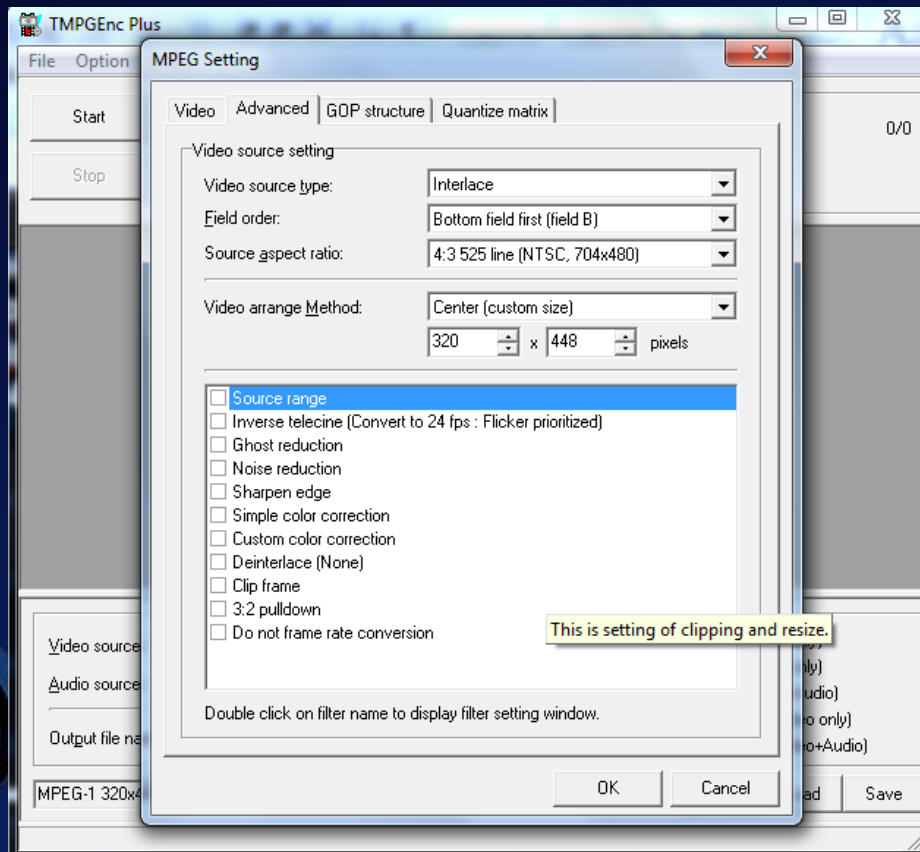 TMPGEnc Plus
File Option
MPEG Setting
Video Advanced GOP structure Quantize matrix
Start
0/0
Stop
Video source setting
Video source type: Interlace
Field order: Bottom field first (field B)
Source aspect ratio: 4:3 525 line (NTSC, 704x480)
Video arrange Method: Center (custom size)
320 x 448 pixels
Source range
Inverse telecine (Convert to 24 fps : Flicker prioritized)
Ghost reduction
Noise reduction
Sharpen edge
Simple color correction
Custom color correction
Deinterlace (None)
Clip frame
3:2 pulldown
Do not frame rate conversion
This is setting of clipping and resize.
Double click on filter name to display filter setting window.
Video source
Audio source
Output file na
udio)
eo only)
eo+Audio)
OK Cancel
MPEG-1 320x4
ad Save